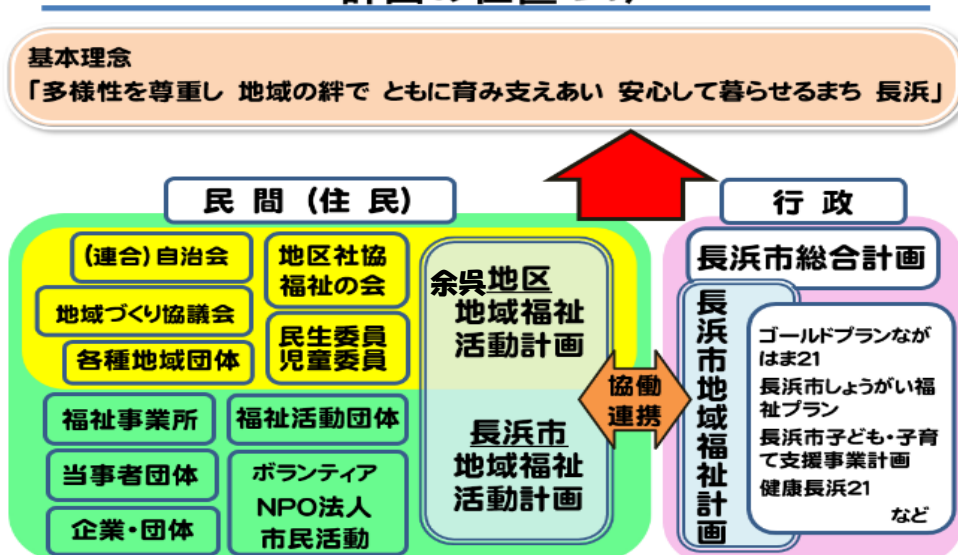 基本理念
「多様性を尊重し 地域の絆で ともに育み支えあい 安心して暮らせるまち 長浜」
民 間 (住 民)
(連合)自治会
地域づくり協議会
各種地域団体
地区社協
福祉の会
民生委員
児童委員
余呉地区
地域福祉
活動計画
福祉事業所
福祉活動団体
当事者団体
企業・団体
ボランティア
NPO法人
市民活動
長浜市
地域福祉
活動計画
協働
連携
行 政
長浜市総合計画
長浜市地域福祉計画
ゴールドプランなが
はま21
長浜市しょうがい福
祉プラン
長浜市子ども・子育
て支援事業計画
健康長浜21
など